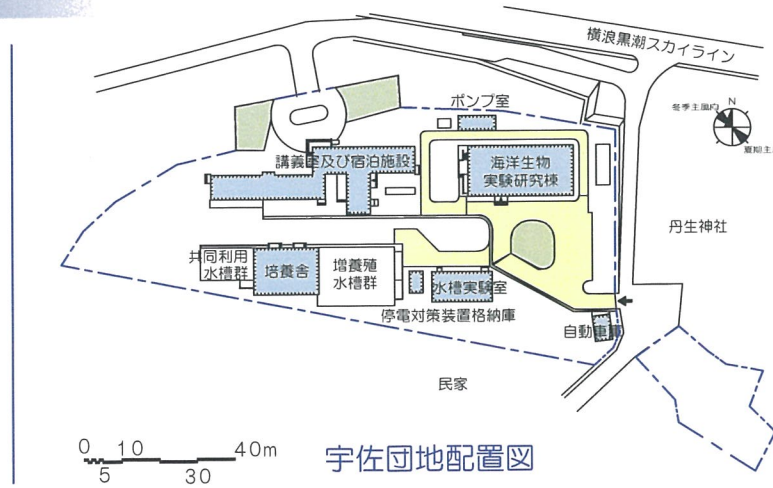 横浪黒潮スカイライン
ポンプ室
冬季主風向
N
夏期主
講義室及び宿泊施設
海洋生物
実験研究棟
丹生神社
共同利用
水槽群
培養舎
増養殖
水槽群
水槽実験室
停電対策装置格納庫
自動車庫
民家
0 10 40m
5 30
宇佐団地配置図